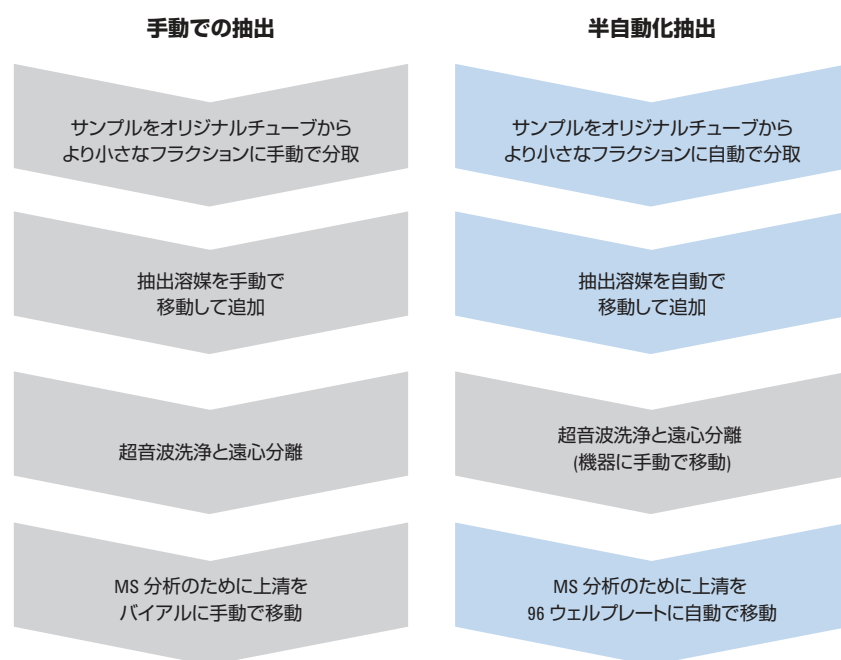 手動での抽出
サンプルをオリジナルチューブから
より小さなフラクションに手動で分取
抽出溶媒を手動で
移動して追加
超音波洗浄と遠心分離
MS 分析のために上清を
バイアルに手動で移動
半自動化抽出
サンプルをオリジナルチューブから
より小さなフラクションに自動で分取
抽出溶媒を自動で
移動して追加
超音波洗浄と遠心分離
(機器に手動で移動)
MS 分析のために上清を
96 ウェルプレートに自動で移動